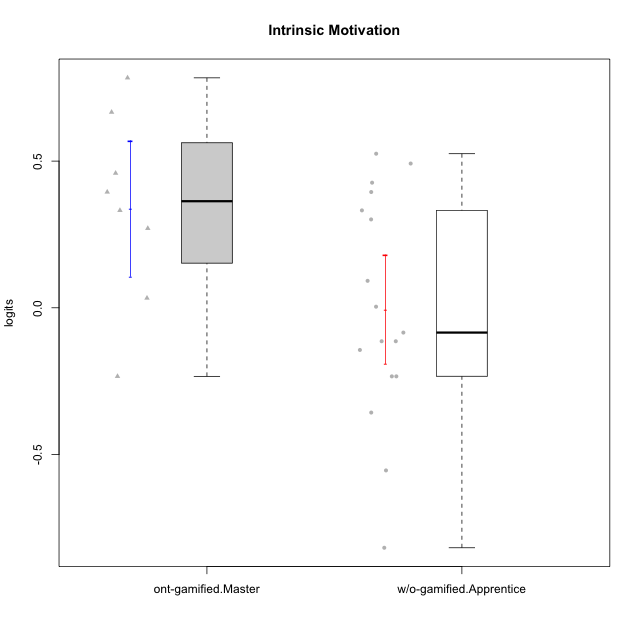 Intrinsic Motivation
0.5
0.0
-0.5
logits
ont-gamified.Master
w/o-gamified.Apprentice